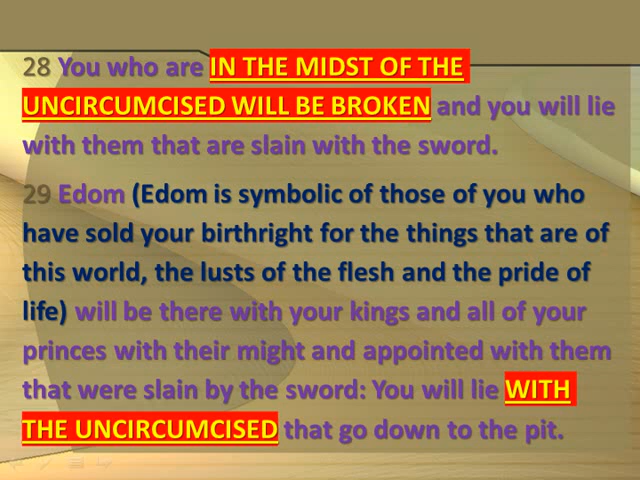 28 You who are IN THE MIDST OF THE
UNCIRCUMCISED WILL BE BROKEN and you will lie
with them that are slain with the sword.
29 Edom (Edom is symbolic of those of you who
have sold your birthright for the things that are of
this world, the lusts of the flesh and the pride of
life) will be there with your kings and all of your
princes with their might and appointed with them
that were slain by the sword: You will lie WITH
THE UNCIRCUMCISED that go down to the pit.